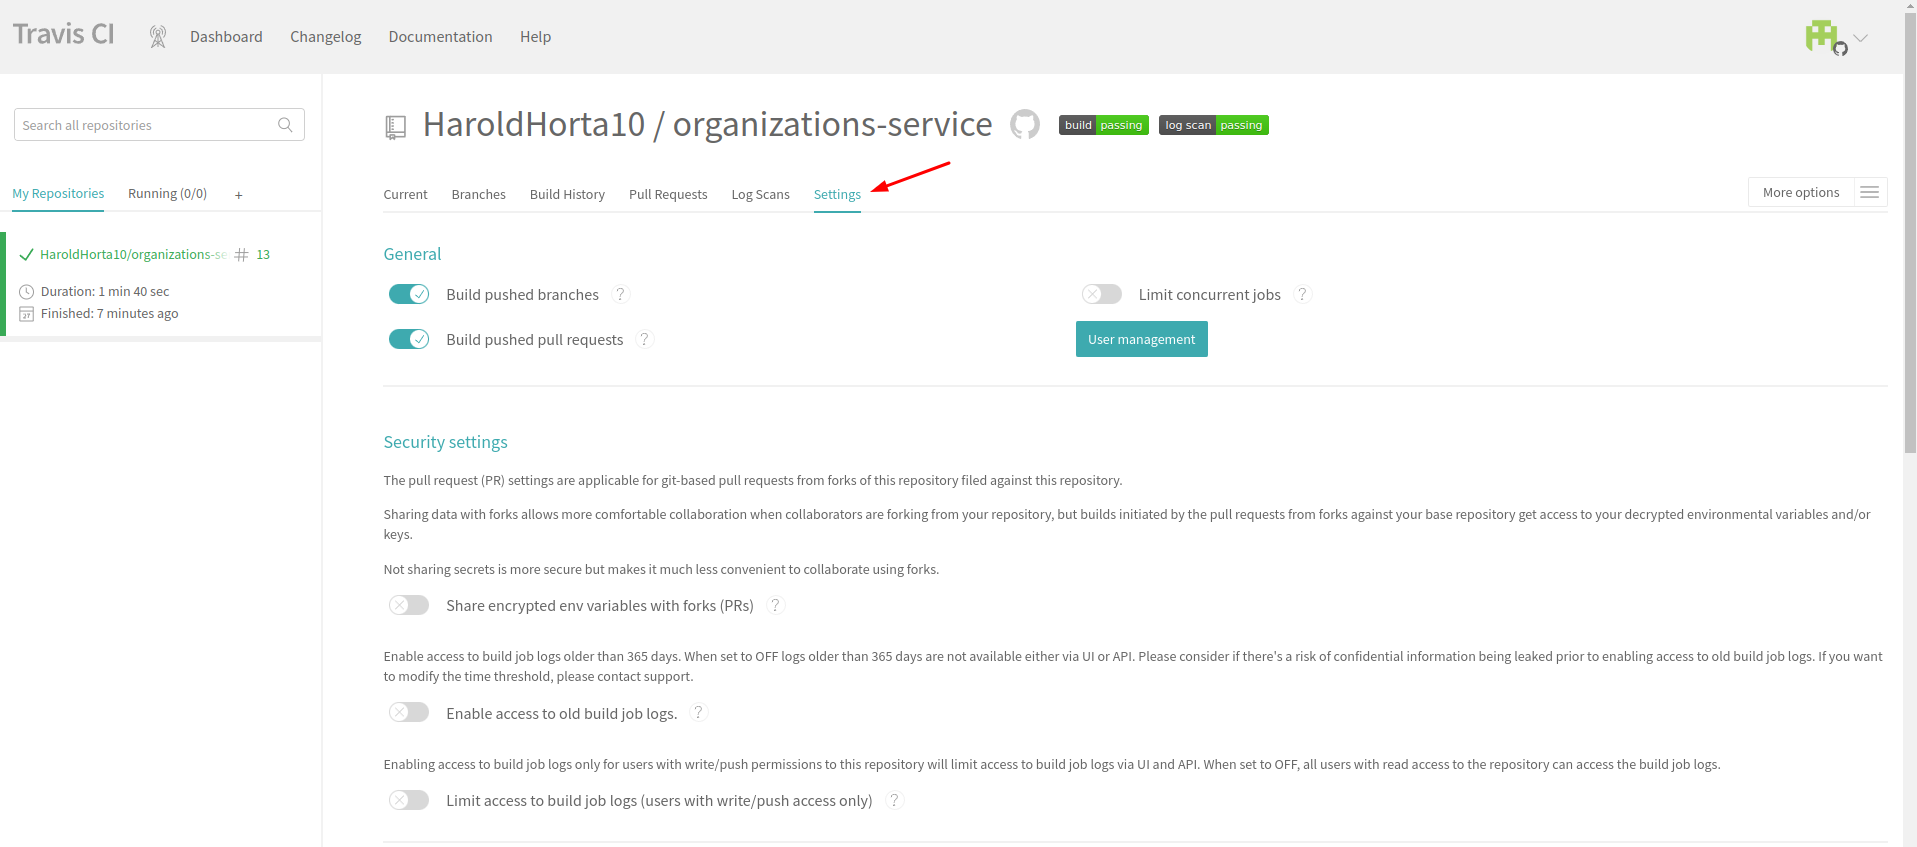 Travis CI
Dashboard
Changelog
Documentation
Help
Search all repositories
My Repositories
Running (0/0)
+
HaroldHorta10/organizations-se
# 13
Duration: 1 min 40 sec
27
Finished: 7 minutes ago
HaroldHorta10 / organizations-service
build passing
log scan passing
Current
Branches
Build History
Pull Requests
Log Scans
Settings
More options
General
Build pushed branches ?
Limit concurrent jobs ?
Build pushed pull requests ?
User management
Security settings
The pull request (PR) settings are applicable for git-based pull requests from forks of this repository filed against this repository.
Sharing data with forks allows more comfortable collaboration when collaborators are forking from your repository, but builds initiated by the pull requests from forks against your base repository get access to your decrypted environmental variables and/or
keys.
Not sharing secrets is more secure but makes it much less convenient to collaborate using forks.
Share encrypted env variables with forks (PRs) ?
Enable access to build job logs older than 365 days. When set to OFF logs older than 365 days are not available either via UI or API. Please consider if there's a risk of confidential information being leaked prior to enabling access to old build job logs. If you want
to modify the time threshold, please contact support.
Enable access to old build job logs. ?
Enabling access to build job logs only for users with write/push permissions to this repository will limit access to build job logs via UI and API. When set to OFF, all users with read access to the repository can access the build job logs.
Limit access to build job logs (users with write/push access only) ?